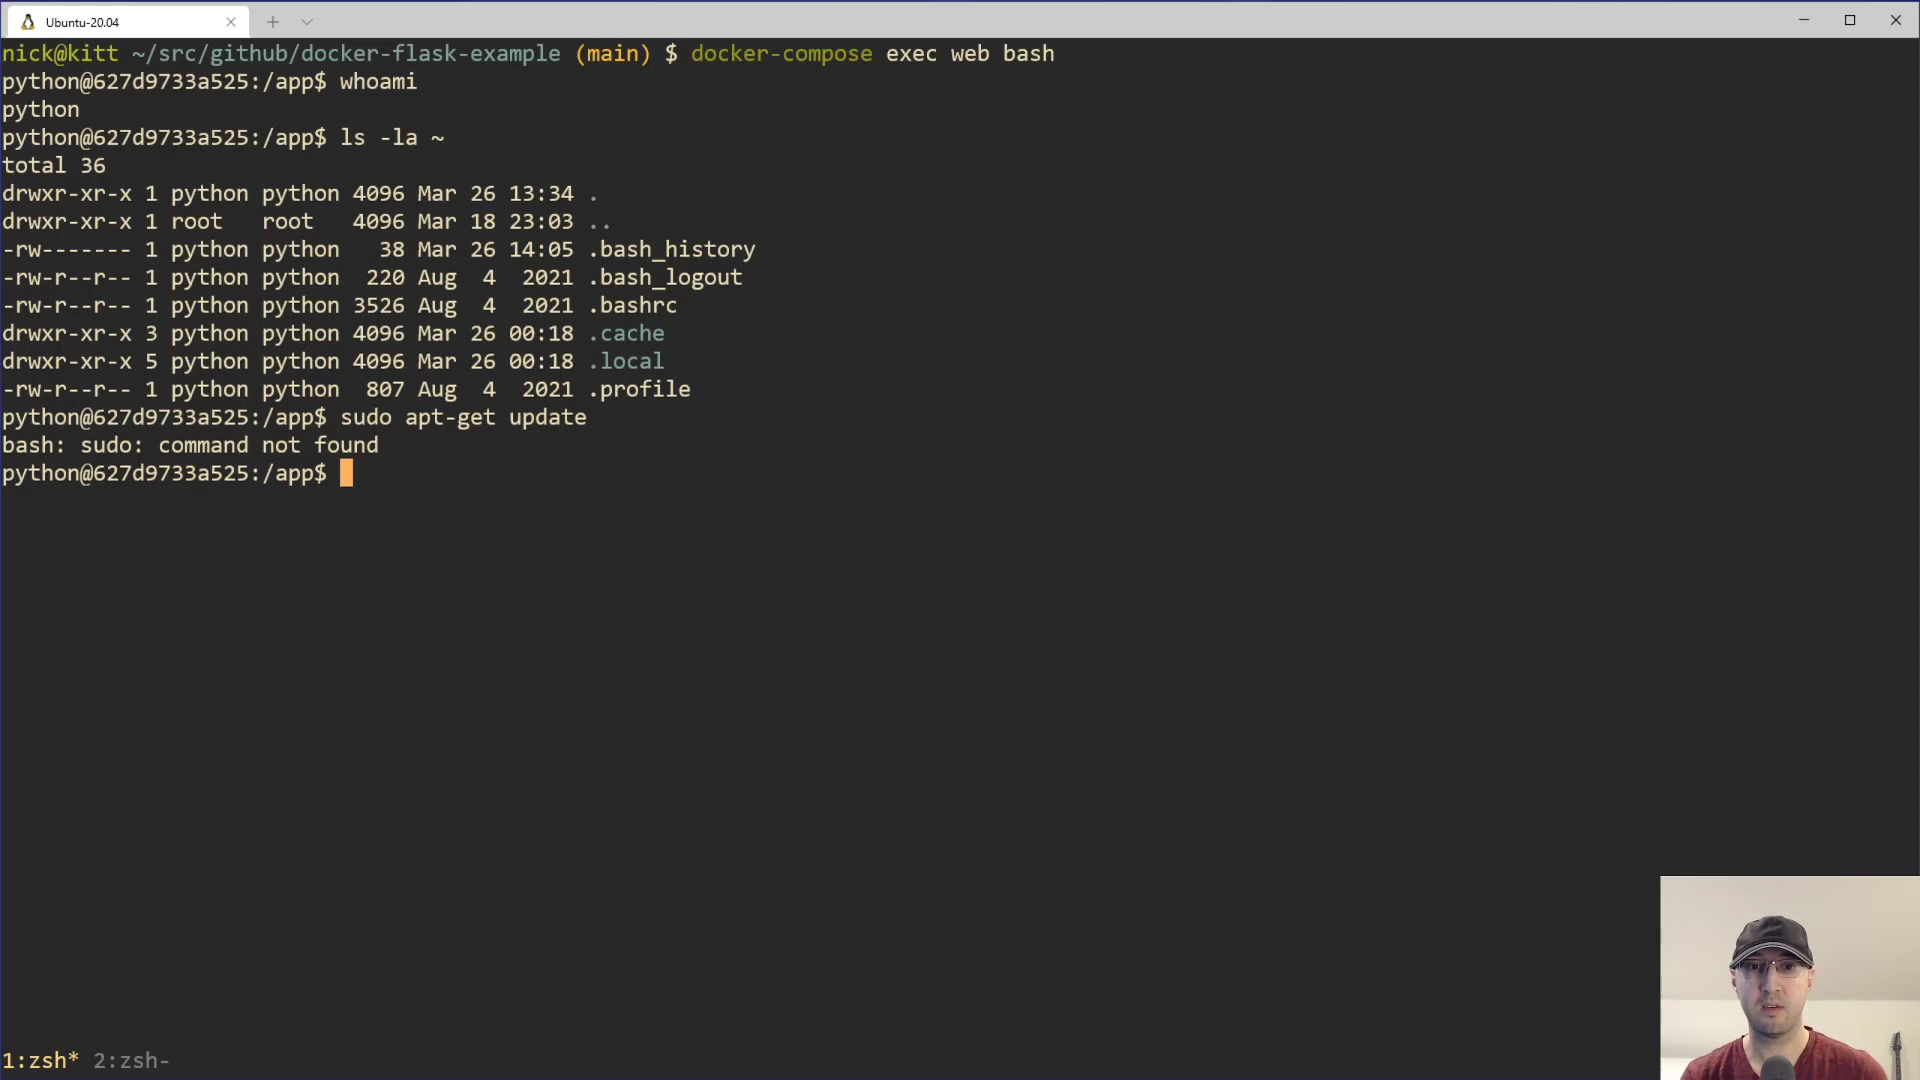 Ubuntu-20.04
nick@kitt ~/src/github/docker-flask-example (main) $ docker-compose exec web bash
python@627d9733a525:/app$ whoami
python
python@627d9733a525:/app$ ls -la ~
total 36
drwxr-xr-x 1 python python 4096 Mar 26 13:34 .
drwxr-xr-x 1 root   root   4096 Mar 18 23:03 ..
-rw------- 1 python python   38 Mar 26 14:05 .bash_history
-rw-r--r-- 1 python python  220 Aug  4  2021 .bash_logout
-rw-r--r-- 1 python python 3526 Aug  4  2021 .bashrc
drwxr-xr-x 3 python python 4096 Mar 26 00:18 .cache
drwxr-xr-x 5 python python 4096 Mar 26 00:18 .local
-rw-r--r-- 1 python python  807 Aug  4  2021 .profile
python@627d9733a525:/app$ sudo apt-get update
bash: sudo: command not found
python@627d9733a525:/app$
1:zsh* 2:zsh-